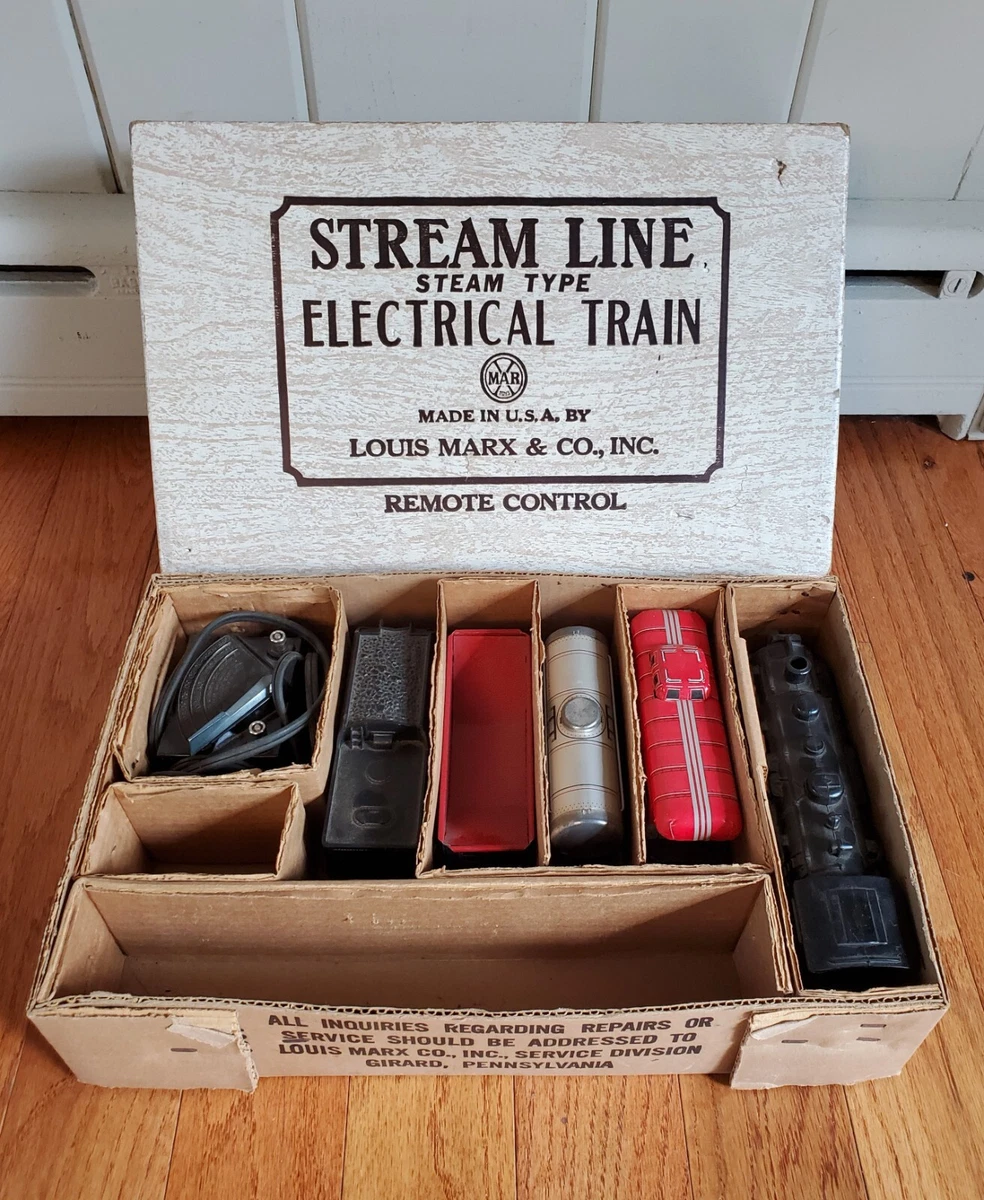 STREAM LINE
STEAM TYPE
ELECTRICAL TRAIN
MAR
MADE IN U.S.A. BY
LOUIS MARX & CO., INC.
REMOTE CONTROL
ALL INQUIRIES REGARDING REPAIRS OR
SERVICE SHOULD BE ADDRESSED TO
LOUIS MARX CO., INC., SERVICE DIVISION
GIRARD, PENNSYLVANIA